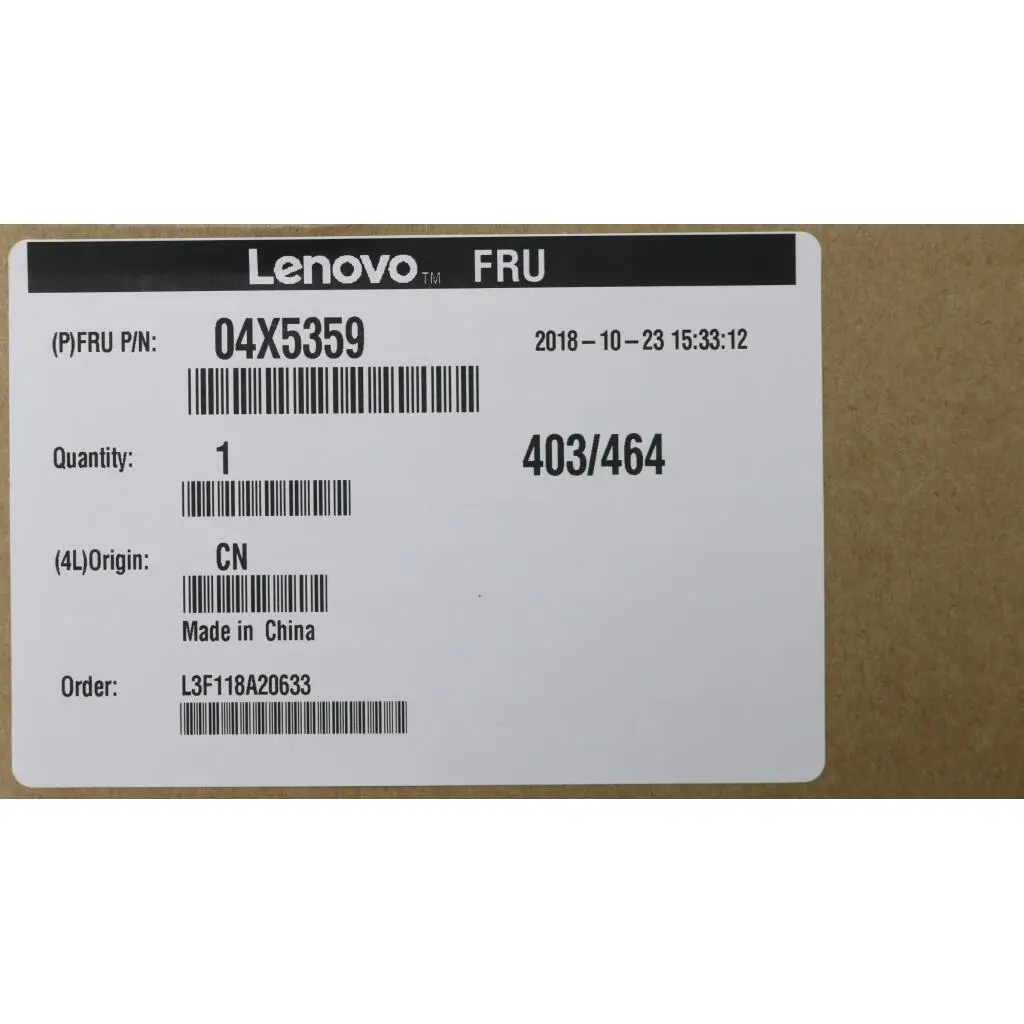 Lenovo™ FRU
(P)FRU P/N: 04X5359 2018-10-23 15:33:12
Quantity: 1 403/464
(4L)Origin: CN
Made in China
Order: L3F118A20633